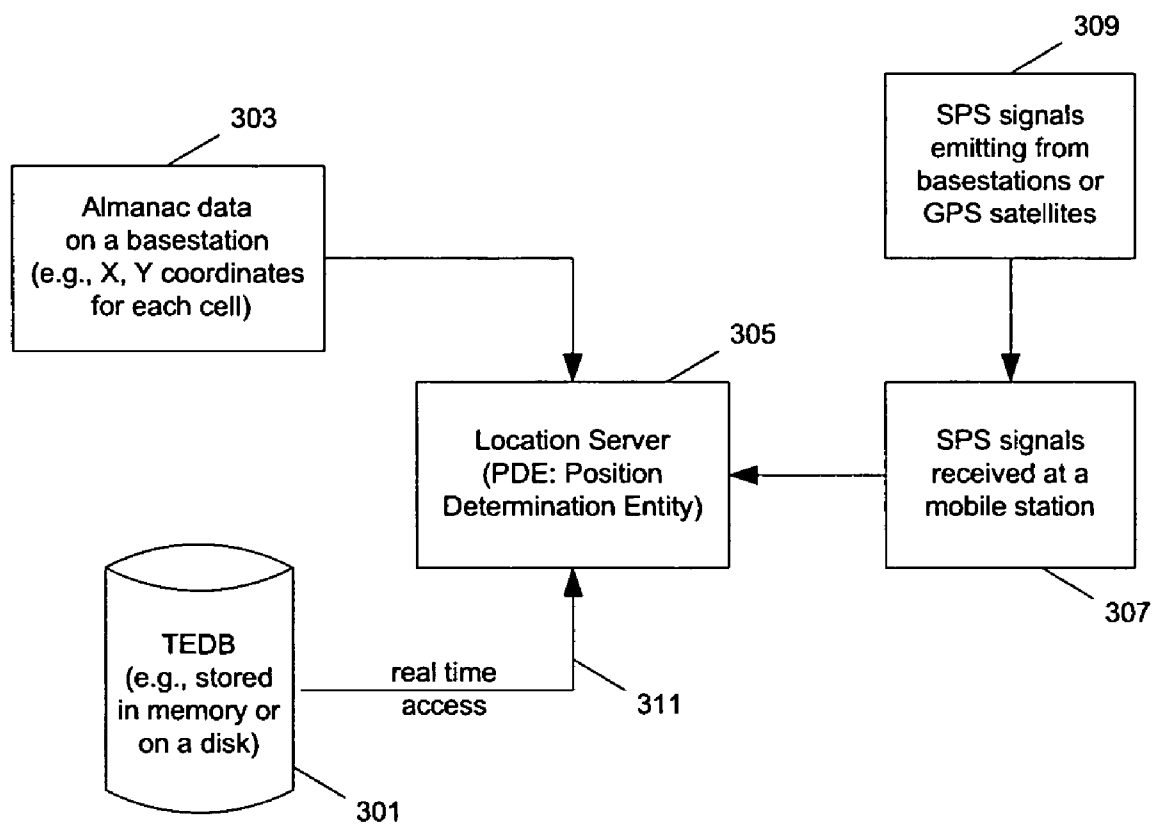 309
SPS signals
emitting from
basestations or
GPS satellites
303
Almanac data
on a basestation
(e.g., X, Y coordinates
for each cell)
305
Location Server
(PDE: Position
Determination Entity)
SPS signals
received at a
mobile station
307
TEDB
(e.g., stored
in memory or
on a disk)
real time
access
311
301